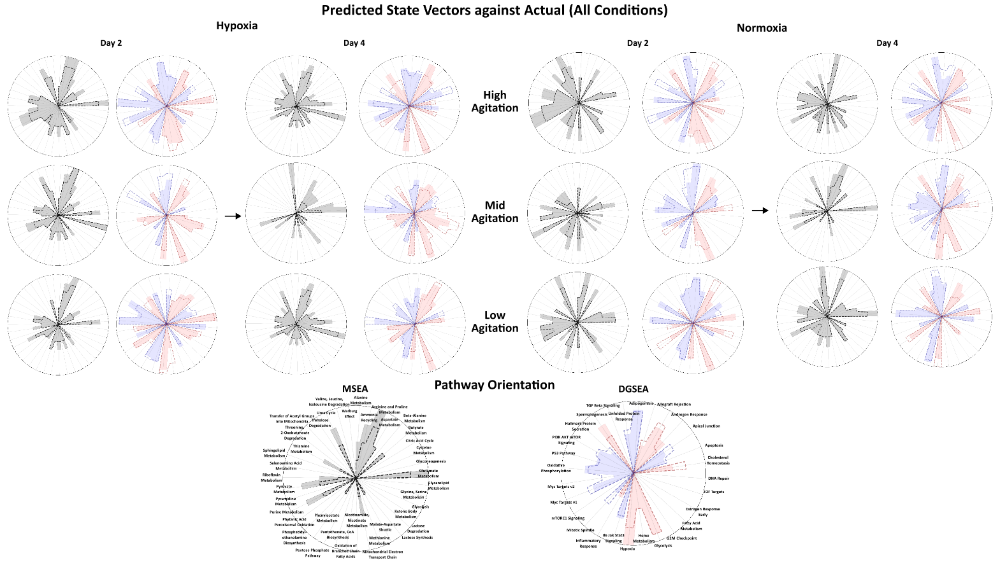 Predicted State Vectors against Actual (All Conditions)
Hypoxia
Normoxia
Day 2
Day 4
Day 2
Day 4
High
Agitation
Mid
Agitation
Low
Agitation
Pathway Orientation
MSEA
DGSEA
Alanine
Metabolism
Arginine and Proline
Metabolism
Ammonia
Recycling
Aspartate
Metabolism
Beta-Alanine
Metabolism
Butyrate
Metabolism
Citric Acid Cycle
Cysteine
Metabolism
Gluconeogenesis
Glutamate
Metabolism
Glycerolipid
Metabolism
Glycine, Serine,
Metabolism
Glycolysis
Ketone Body
Metabolism
Lactose
Degradation
Lactose Synthesis
Malate-Aspartate
Shuttle
Methionine
Metabolism
Mitochondrial Electron
Transport Chain
Nicotinamide,
Nicotinate
Metabolism
Oxidation of
Branched Chain
Fatty Acids
Pantothenate, CoA
Biosynthesis
Pentose Phosphate
Pathway
Phenylacetate
Metabolism
Phosphatidyl-
ethanolamine
Biosynthesis
Phytanic Acid
Peroxisomal Oxidation
Purine Metabolism
Pyramidine
Metabolism
Pyruvate
Metabolism
Riboflavin
Metabolism
Selenoamino Acid
Metabolism
Sphingolipid
Metabolism
Thiamine
Metabolism
Threonine,
2-Oxobutanoate
Degradation
Transfer of Acetyl Groups
into Mitochondria
Trehalose
Degradation
Urea Cycle
Valine, Leucine,
Isoleucine Degradation
Warburg
Effect
Adipogenesis
Allograft Rejection
Androgen Response
Apical Junction
Apoptosis
Cholesterol
Homeostasis
DNA Repair
E2F Targets
Estrogen Response
Early
Fatty Acid
Metabolism
G2M Checkpoint
Glycolysis
Heme
Metabolism
Hypoxia
Il6 Jak Stat3
Signaling
Inflammatory
Response
Mitotic Spindle
mTORC1 Signaling
Myc Targets v1
Myc Targets v2
Oxidative
Phosphorylation
P53 Pathway
PI3K AKT mTOR
Signaling
Hallmark Protein
Secretion
Spermatogenesis
TGF Beta Signaling
Unfolded Protein
Response